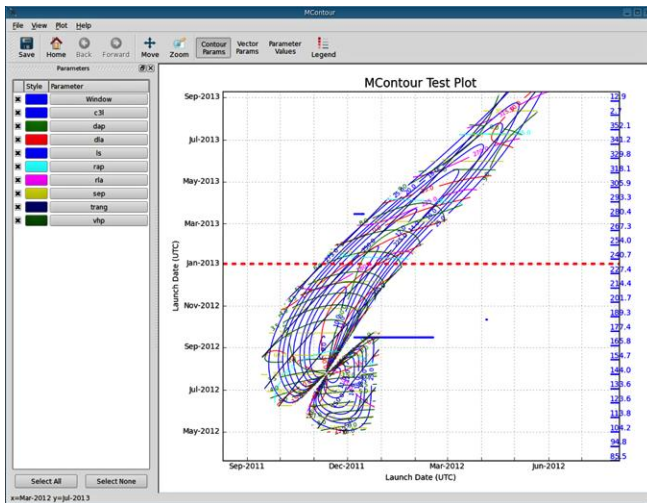 MContour
File View Plot Help
Save Home Back Forward Move Zoom Contour Params Vector Params Parameter Values Legend
Parameters
Style Parameter
Window
c3l
dap
dla
ls
rap
rla
sep
trang
vhp
Select All Select None
x=Mar-2012 y=Jul-2013
MContour Test Plot
Launch Date (UTC)
Sep-2013
Jul-2013
May-2013
Mar-2013
Jan-2013
Nov-2012
Sep-2012
Jul-2012
May-2012
12.9
2.7
352.1
341.2
329.8
318.1
305.9
293.3
280.4
267.3
254.0
240.7
227.4
214.4
201.7
189.3
177.4
165.8
154.7
144.0
133.6
123.6
113.8
104.2
94.8
85.5
Sep-2011 Dec-2011 Mar-2012 Jun-2012
Launch Date (UTC)